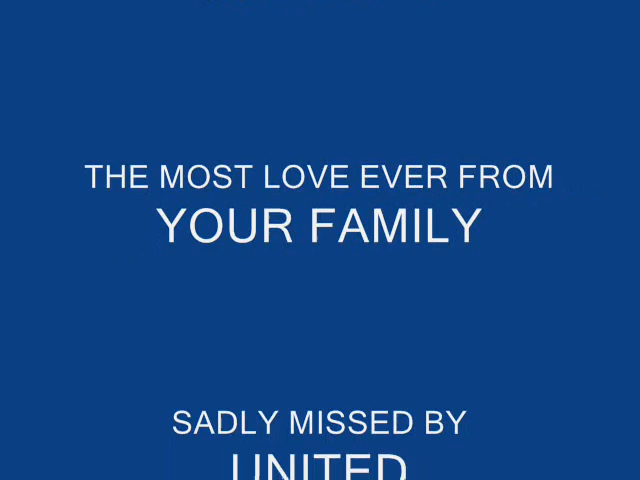 THE MOST LOVE EVER FROM
YOUR FAMILY
SADLY MISSED BY
UNITED